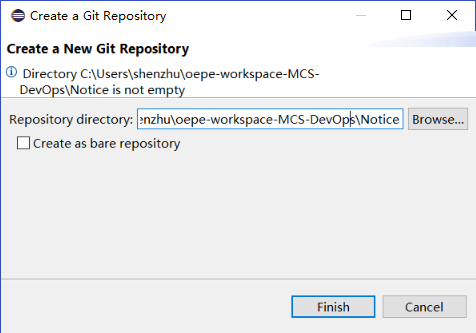 Create a Git Repository
Create a New Git Repository
Directory C:\Users\shenzhu\oepe-workspace-MCS-
DevOps\Notice is not empty
Repository directory: enzhu\oepe-workspace-MCS-DevOps\Notice Browse...
Create as bare repository
Finish Cancel